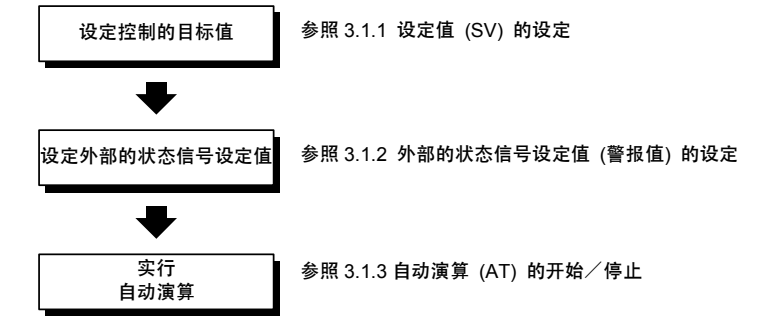 设定控制的目标值
参照 3.1.1 设定值 (SV) 的设定
设定外部的状态信号设定值
参照 3.1.2 外部的状态信号设定值 (警报值) 的设定
实行
自动演算
参照 3.1.3 自动演算 (AT) 的开始／停止